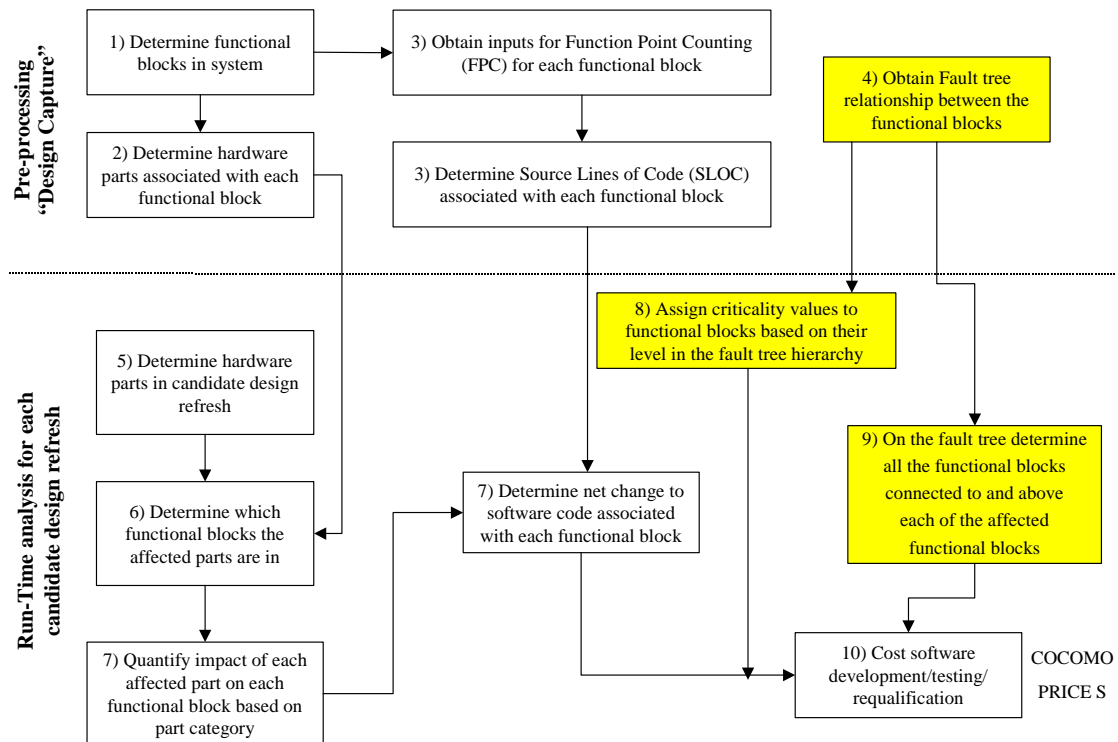 Pre-processing
“Design Capture”
1) Determine functional
blocks in system
3) Obtain inputs for Function Point Counting
(FPC) for each functional block
4) Obtain Fault tree
relationship between the
functional blocks
2) Determine hardware
parts associated with each
functional block
3) Determine Source Lines of Code (SLOC)
associated with each functional block
Run-Time analysis for each
candidate design refresh
8) Assign criticality values to
functional blocks based on their
level in the fault tree hierarchy
5) Determine hardware
parts in candidate design
refresh
9) On the fault tree determine
all the functional blocks
connected to and above
each of the affected
functional blocks
6) Determine which
functional blocks the
affected parts are in
7) Determine net change to
software code associated
with each functional block
7) Quantify impact of each
affected part on each
functional block based on
part category
10) Cost software
development/testing/
requalification
COCOMO
PRICE S